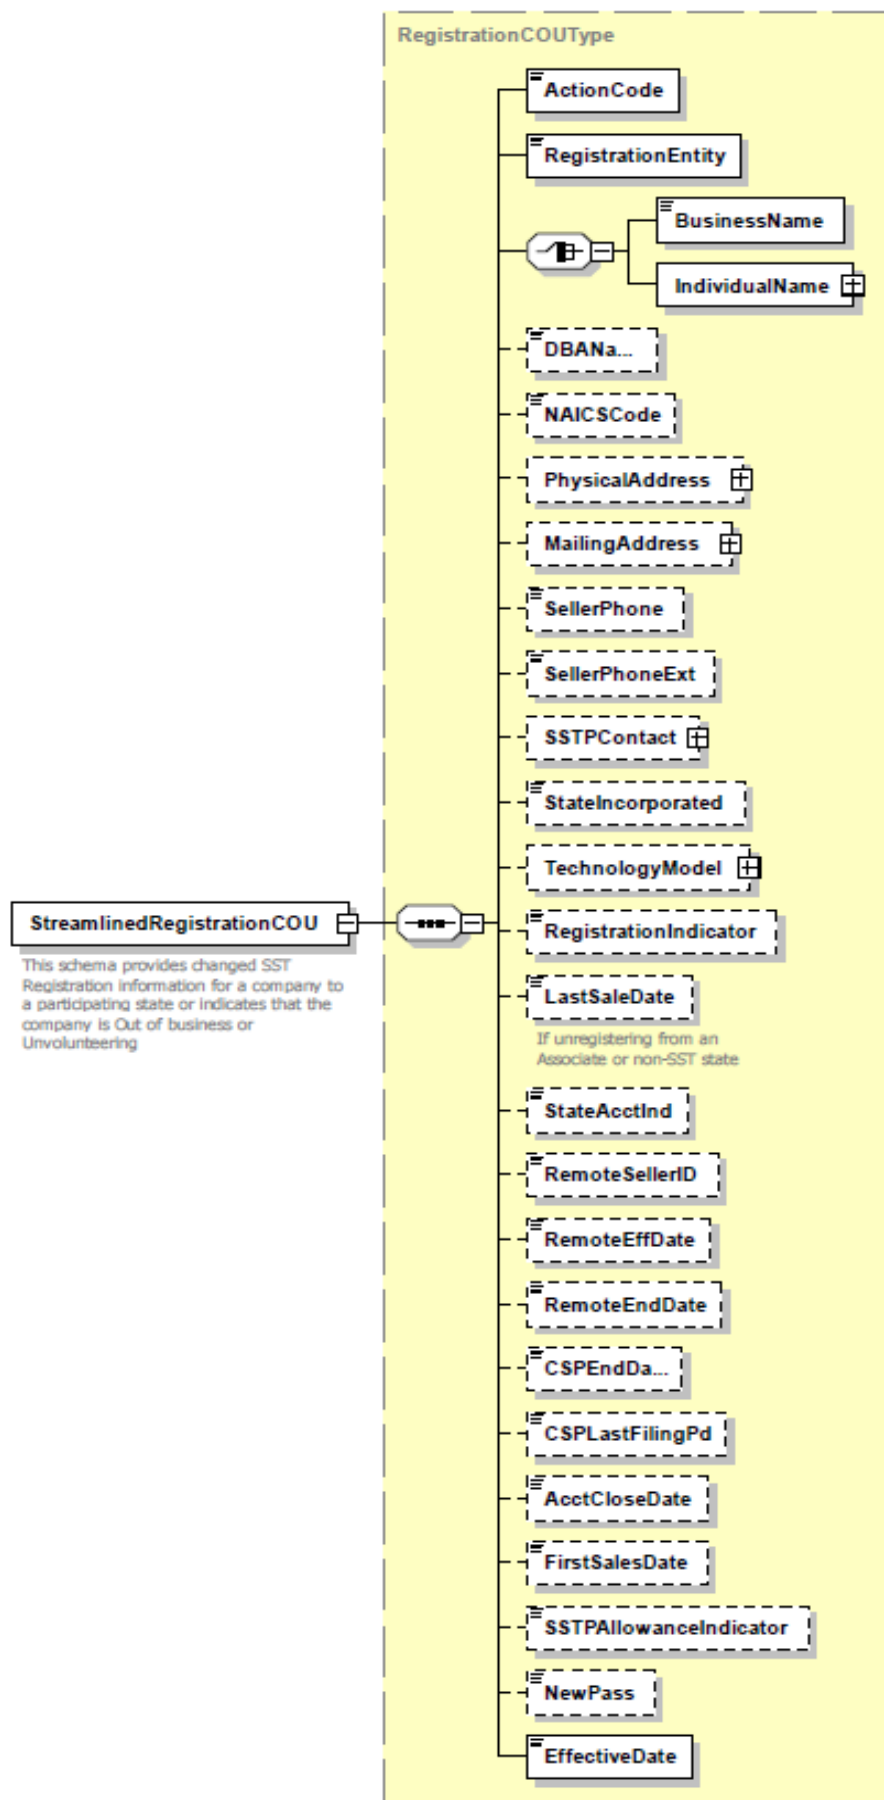 RegistrationCOUType
ActionCode
RegistrationEntity
BusinessName
IndividualName
DBANa...
NAICSCode
PhysicalAddress
MailingAddress
SellerPhone
SellerPhoneExt
SSTPContact
StateIncorporated
TechnologyModel
StreamlinedRegistrationCOU
This schema provides changed SST
Registration information for a company to
a participating state or indicates that the
company is Out of business or
Unvolunteering
RegistrationIndicator
LastSaleDate
If unregistering from an
Associate or non-SST state
StateAcctInd
RemoteSellerID
RemoteEffDate
RemoteEndDate
CSPEndDa...
CSPLastFilingPd
AcctCloseDate
FirstSalesDate
SSTPAllowanceIndicator
NewPass
EffectiveDate